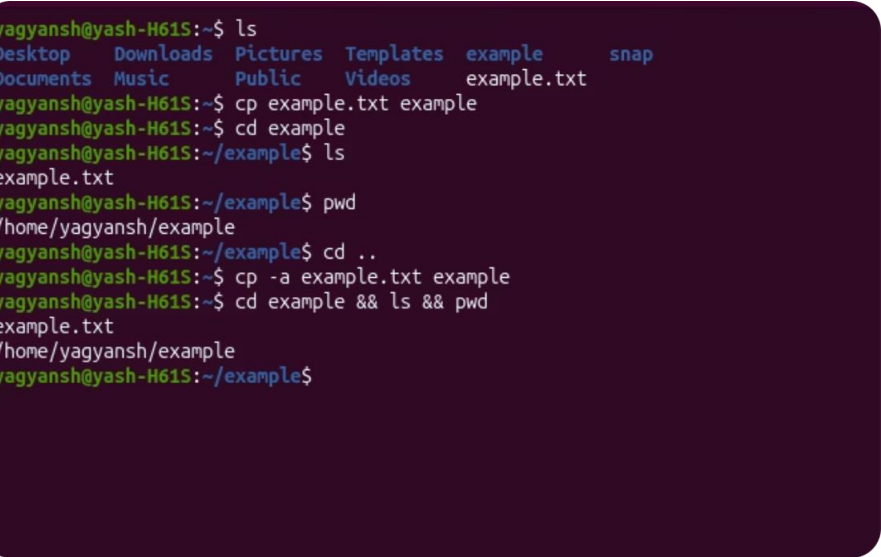 yagyansh@yash-H61S:~$ ls
Desktop Downloads Pictures Templates example snap
Documents Music Public Videos example.txt
yagyansh@yash-H61S:~$ cp example.txt example
yagyansh@yash-H61S:~$ cd example
yagyansh@yash-H61S:~/example$ ls
example.txt
yagyansh@yash-H61S:~/example$ pwd
/home/yagyansh/example
yagyansh@yash-H61S:~/example$ cd ..
yagyansh@yash-H61S:~$ cp -a example.txt example
yagyansh@yash-H61S:~$ cd example && ls && pwd
example.txt
/home/yagyansh/example
yagyansh@yash-H61S:~/example$